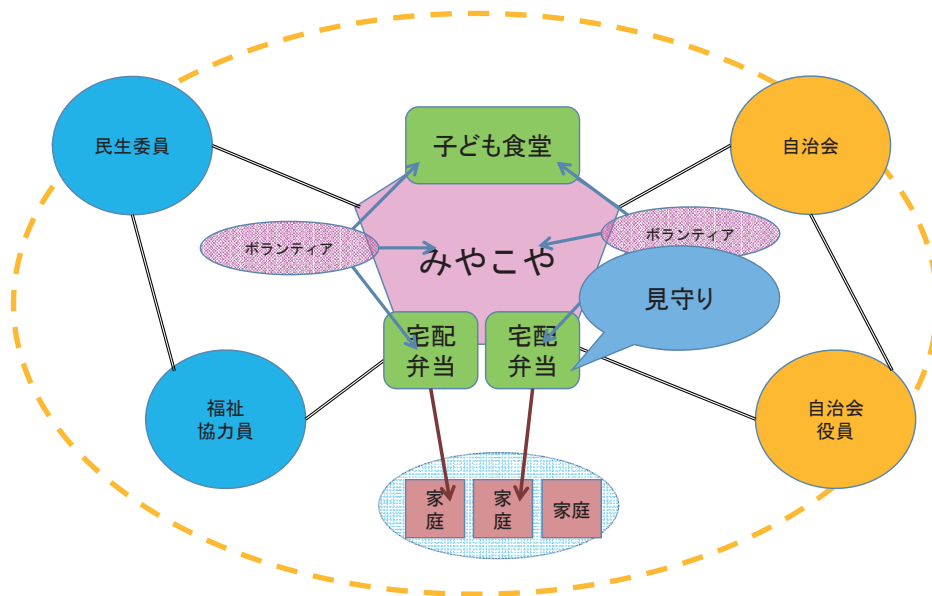 子ども食堂
民生委員
自治会
ボランティア
ボランティア
みやこや
見守り
宅配
弁当
宅配
弁当
福祉
協力員
自治会
役員
家
庭
家
庭
家庭